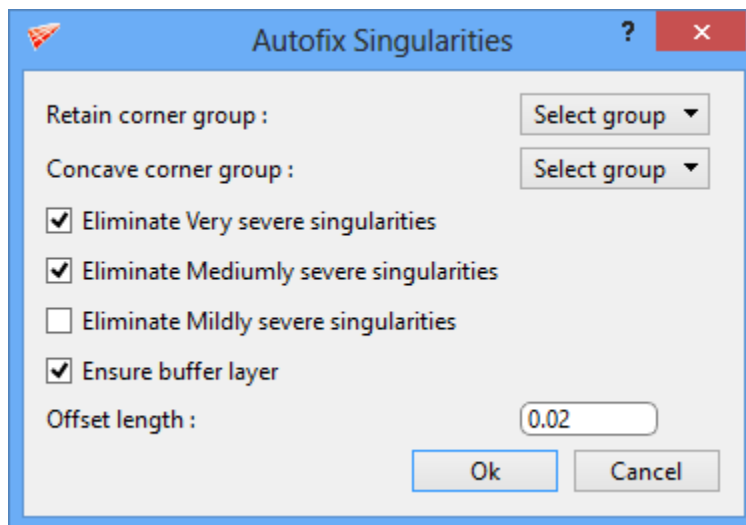 Autofix Singularities ? ×
Retain corner group : Select group
Concave corner group : Select group
Eliminate Very severe singularities
Eliminate Mediumly severe singularities
Eliminate Mildly severe singularities
Ensure buffer layer
Offset length : 0.02
Ok Cancel